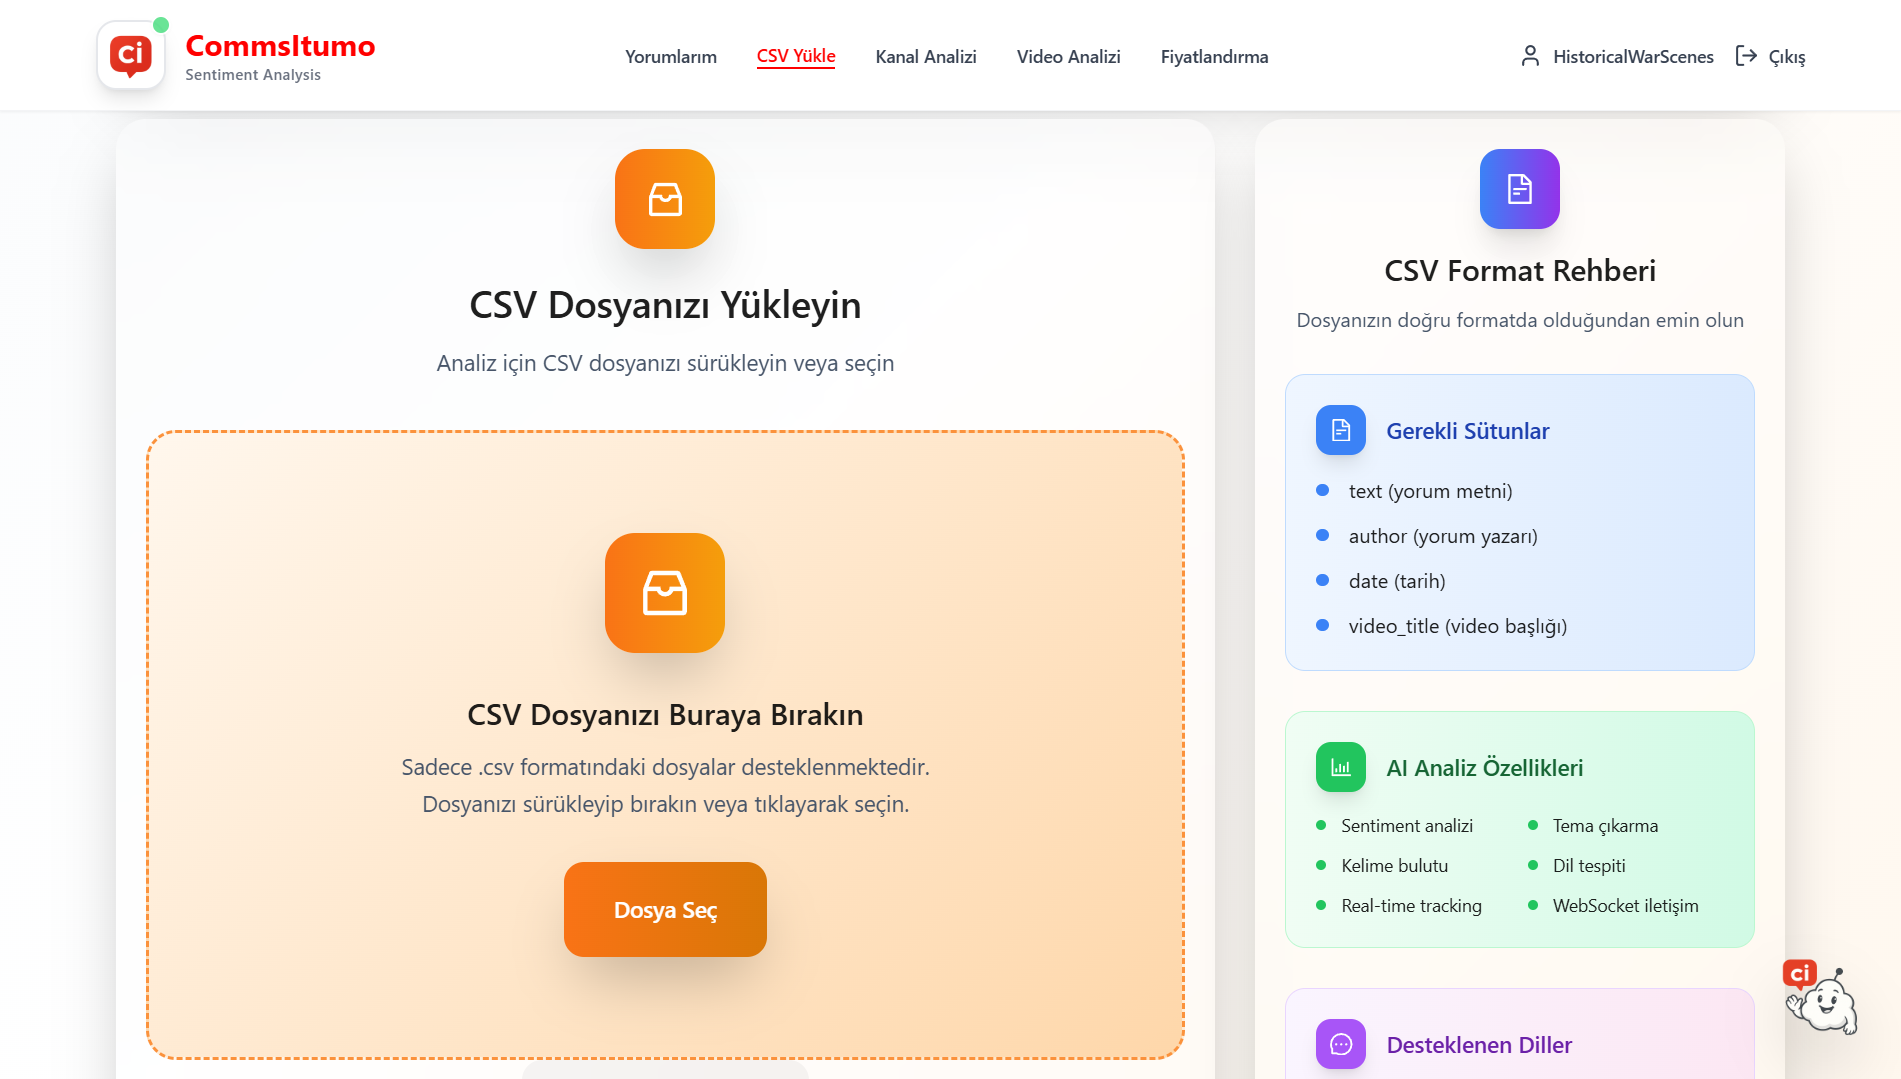 ci
CommsItumo
Sentiment Analysis
Yorumlarım
CSV Yükle
Kanal Analizi
Video Analizi
Fiyatlandırma
HistoricalWarScenes
Çıkış
CSV Dosyanızı Yükleyin
Analiz için CSV dosyanızı sürükleyin veya seçin
CSV Dosyanızı Buraya Bırakın
Sadece .csv formatındaki dosyalar desteklenmektedir.
Dosyanızı sürükleyip bırakın veya tıklayarak seçin.
Dosya Seç
CSV Format Rehberi
Dosyanızın doğru formatda olduğundan emin olun
Gerekli Sütunlar
text (yorum metni)
author (yorum yazarı)
date (tarih)
video_title (video başlığı)
AI Analiz Özellikleri
Sentiment analizi
Tema çıkarma
Kelime bulutu
Dil tespiti
Real-time tracking
WebSocket iletişim
ci
Desteklenen Diller